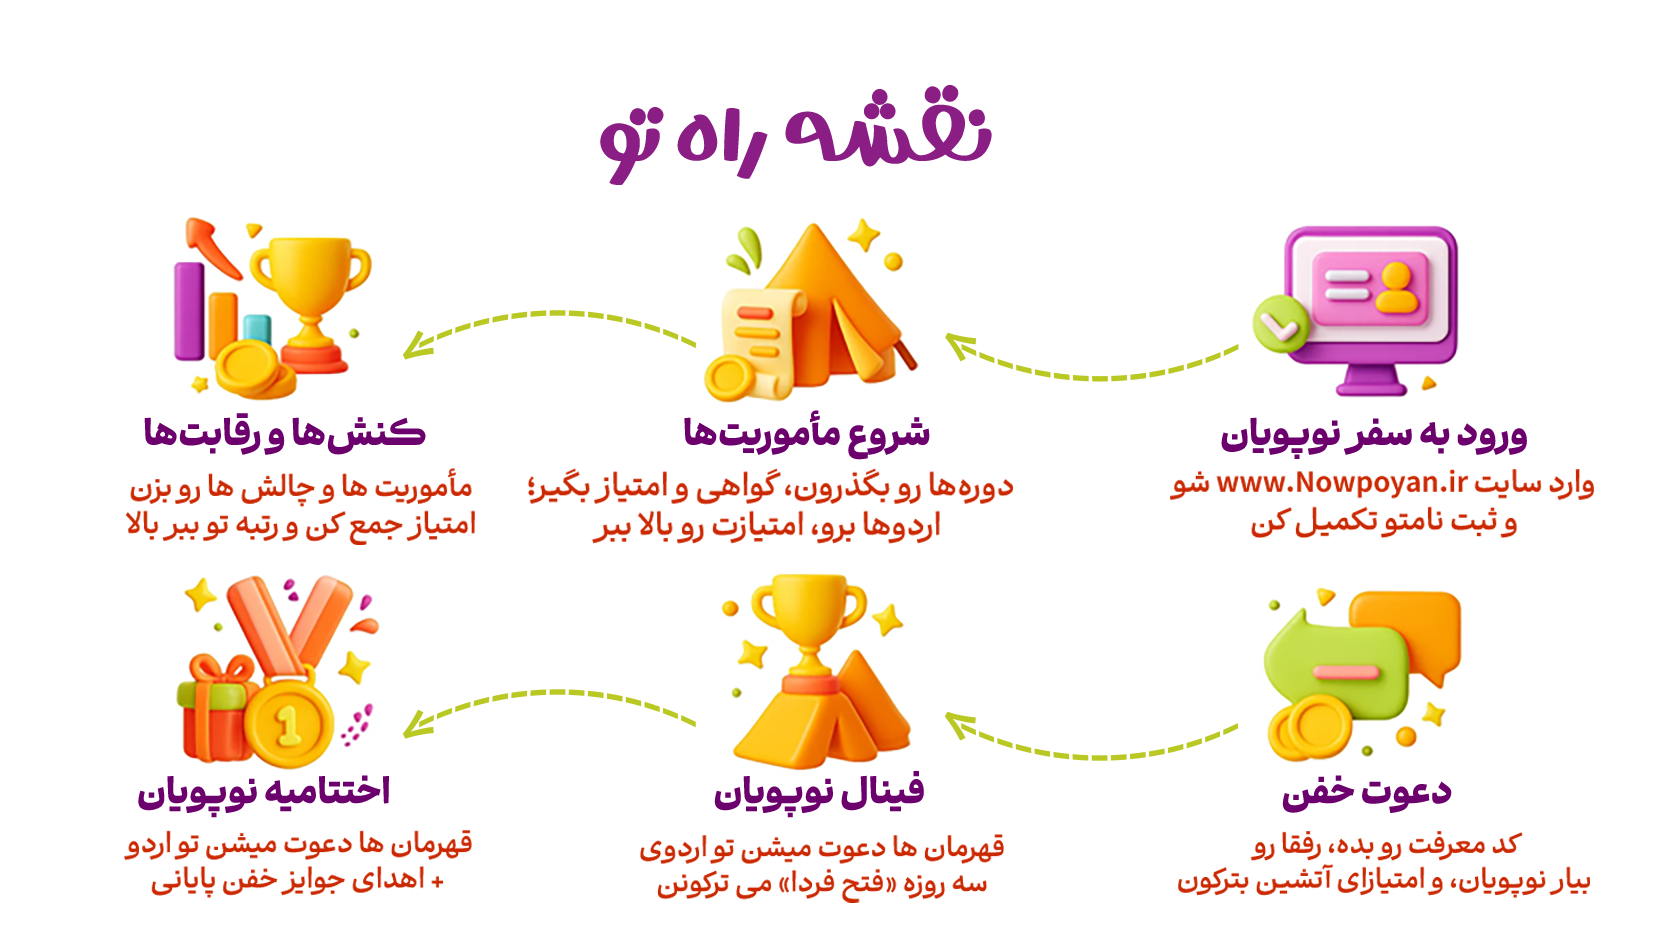 نقشه راه تو
ورود به سفر نوپویان
وارد سایت www.Nowpoyan.ir شو
و ثبت نامتو تکمیل کن
شروع مأموریت‌ها
دوره‌ها رو بگذرون، گواهی و امتیاز بگیر؛
اردوها برو، امتیازت رو بالا ببر
کنش‌ها و رقابت‌ها
مأموریت ها و چالش ها رو بزن
امتیاز جمع کن و رتبه تو ببر بالا
دعوت خفن
کد معرفت رو بده، رفقا رو
بیار نوپویان، و امتیازای آتشین بترکون
فینال نوپویان
قهرمان ها دعوت میشن تو اردوی
سه روزه «فتح فردا» می ترکونن
1
اختتامیه نوپویان
قهرمان ها دعوت میشن تو اردو
+ اهدای جوایز خفن پایانی